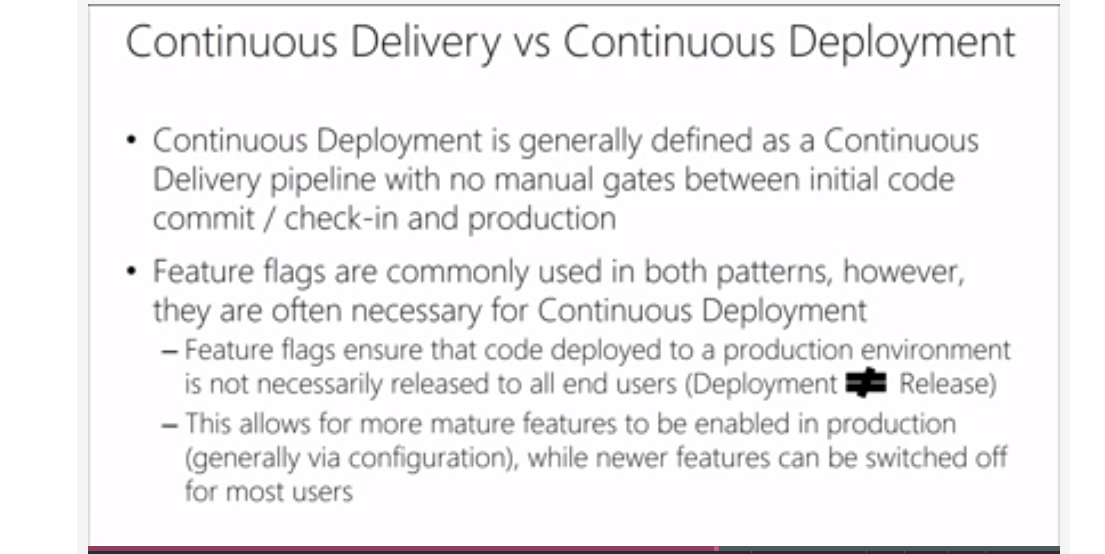 Continuous Delivery vs Continuous Deployment
• Continuous Deployment is generally defined as a Continuous
Delivery pipeline with no manual gates between initial code
commit / check-in and production
• Feature flags are commonly used in both patterns, however,
they are often necessary for Continuous Deployment
– Feature flags ensure that code deployed to a production environment
is not necessarily released to all end users (Deployment ≠ Release)
– This allows for more mature features to be enabled in production
(generally via configuration), while newer features can be switched off
for most users